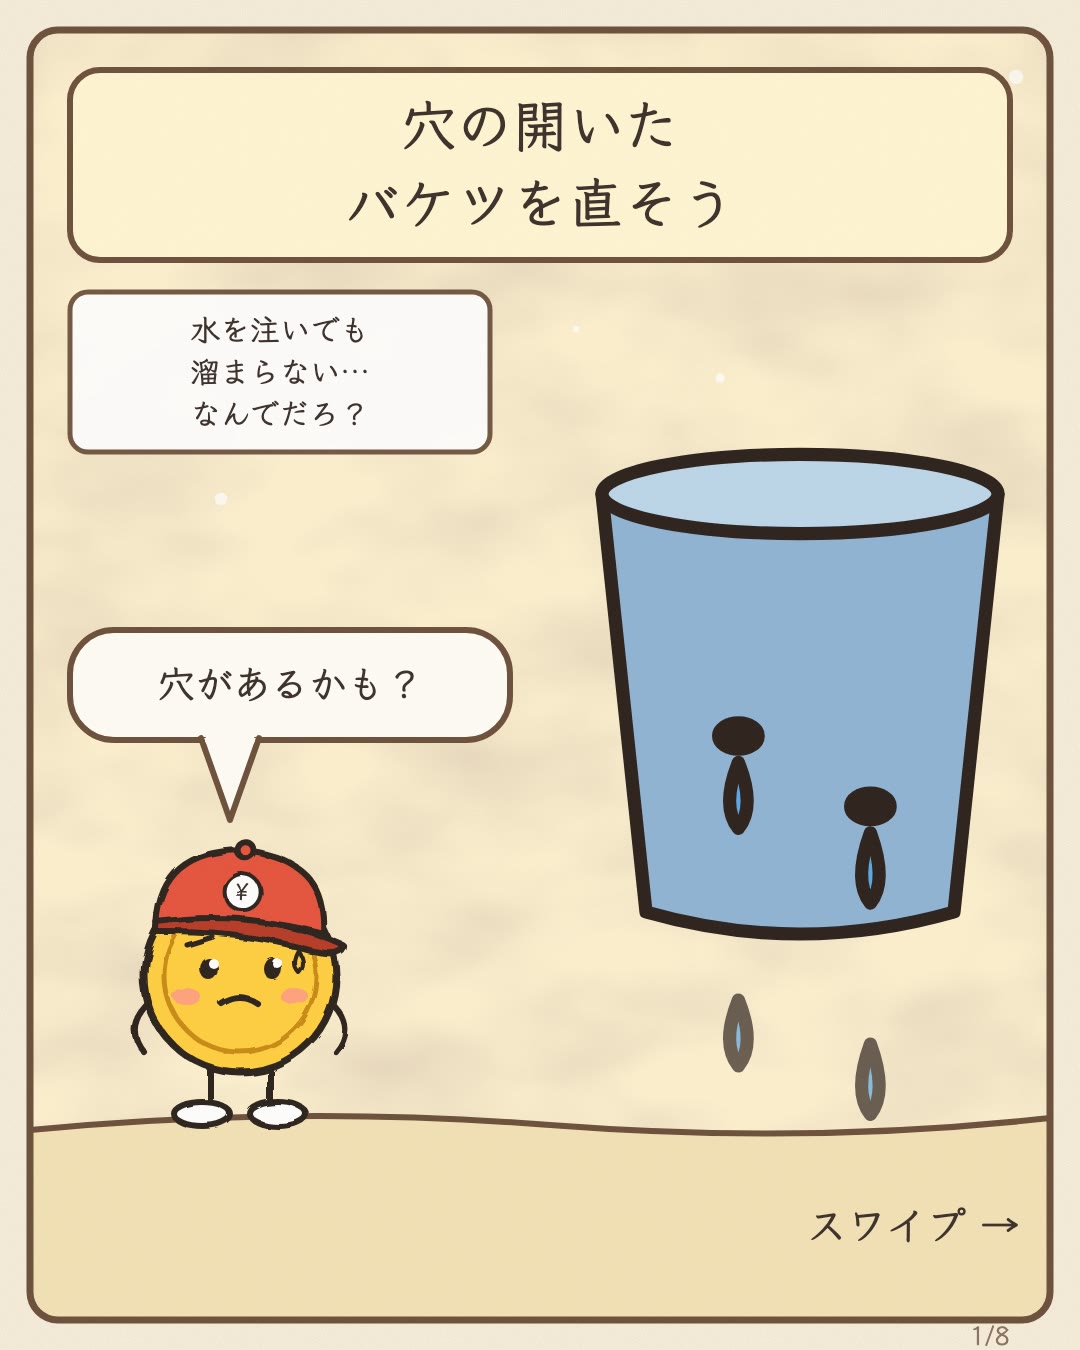 穴の開いた
バケツを直そう
水を注いでも
溜まらない…
なんでだろ？
穴があるかも？
¥
スワイプ →
1/8